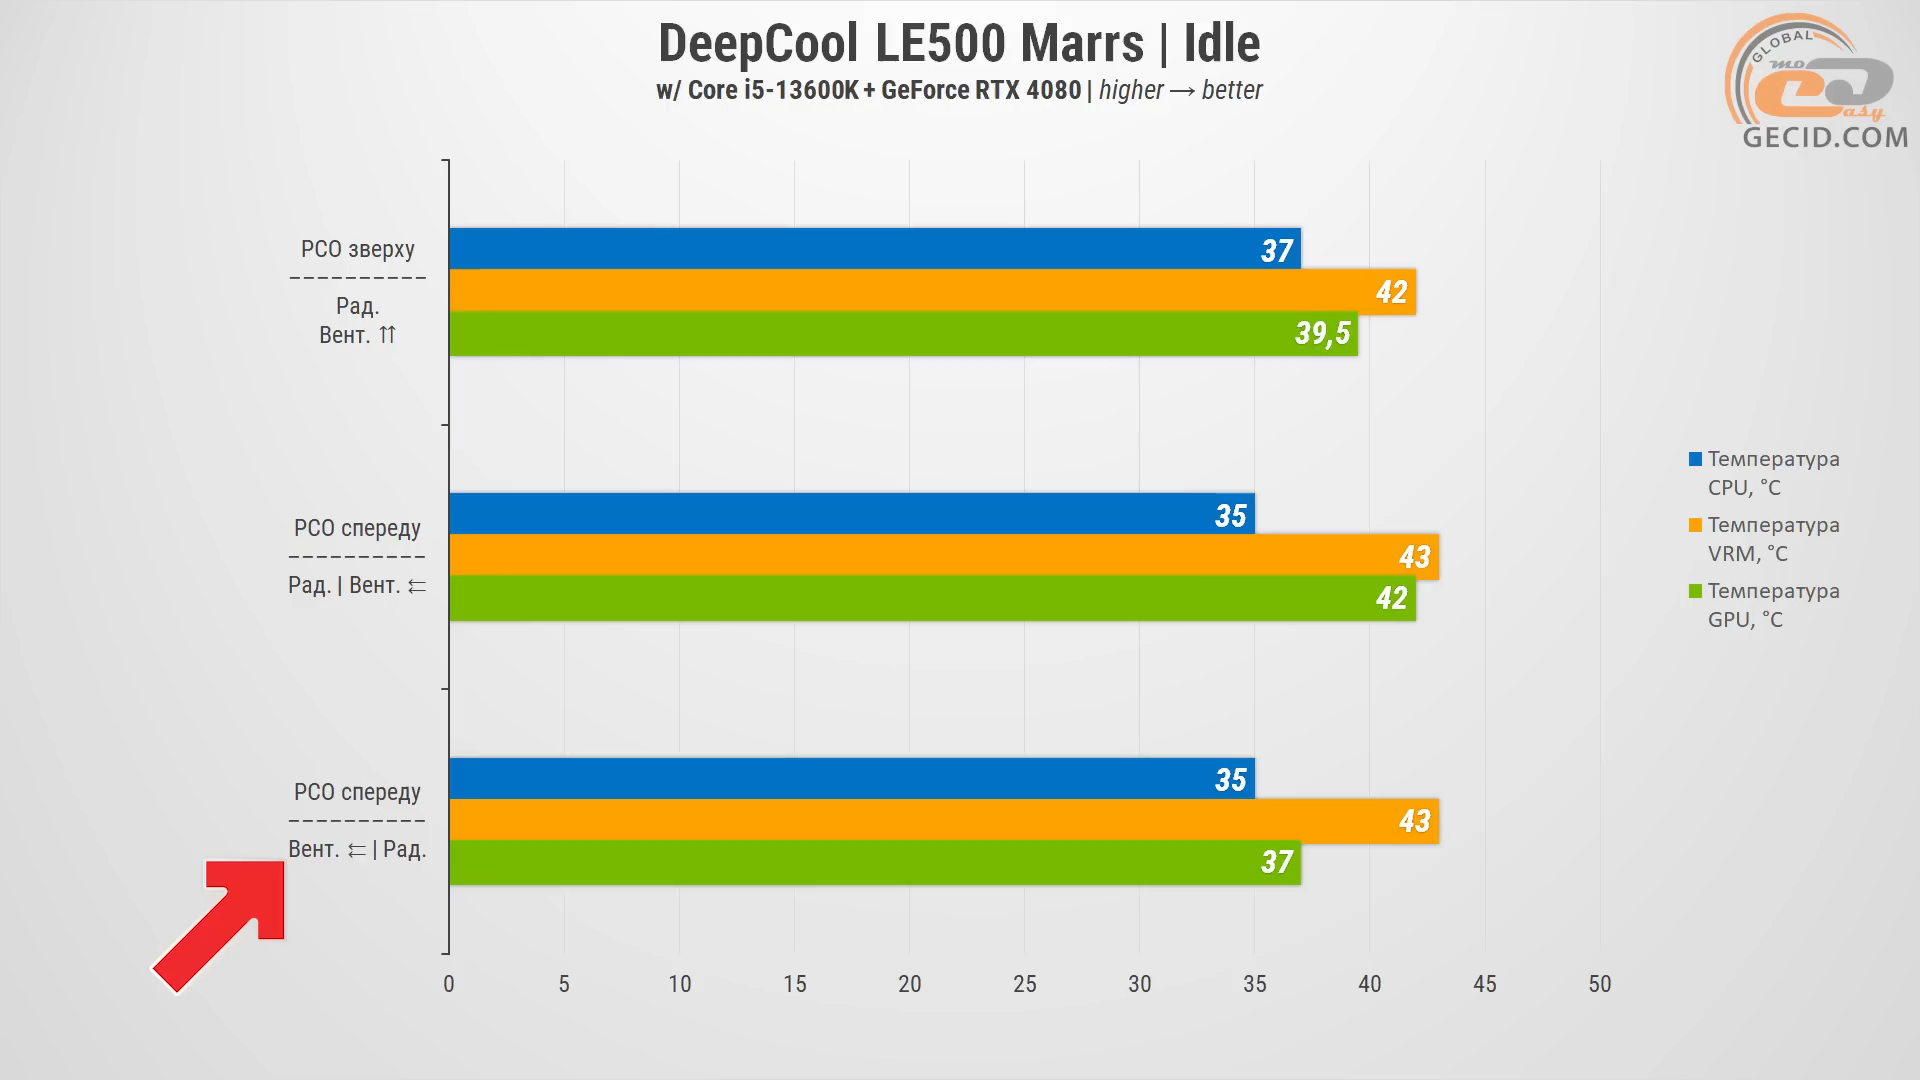 DeepCool LE500 Marrs | Idle
w/ Core i5-13600K + GeForce RTX 4080 | higher → better
GLOBAL
mo
asy
GECID.COM
РСО зверху
----------
Рад.
Вент. ⇈
37
42
39,5
РСО спереду
----------
Рад. | Вент. ⇇
35
43
42
РСО спереду
----------
Вент. ⇇ | Рад.
35
43
37
Температура
CPU, °C
Температура
VRM, °C
Температура
GPU, °C
0 5 10 15 20 25 30 35 40 45 50